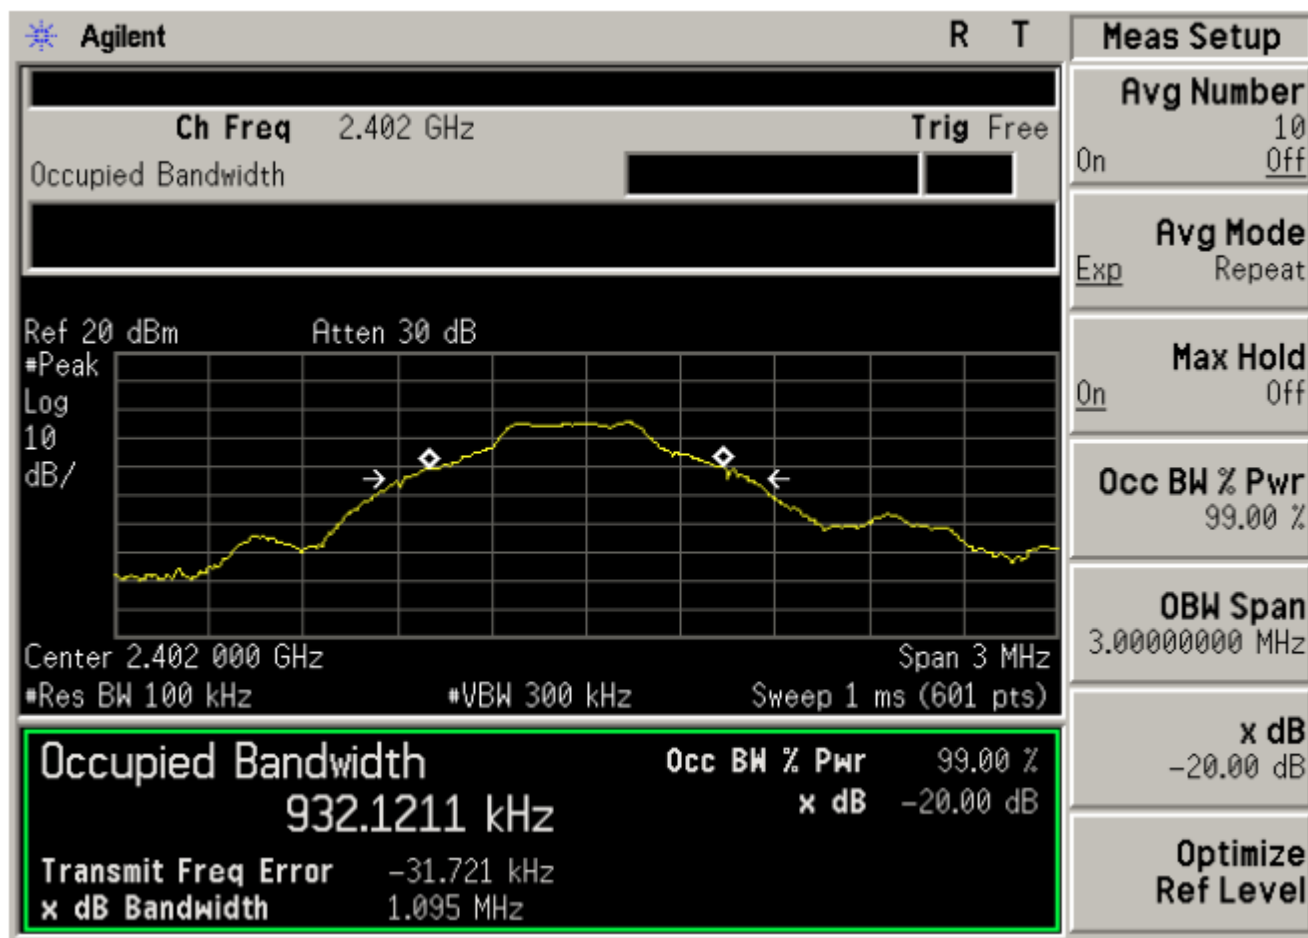 Agilent R T
Meas Setup
Ch Freq 2.402 GHz Trig Free
Occupied Bandwidth
Ref 20 dBm Atten 30 dB
#Peak
Log
10
dB/
Center 2.402 000 GHz Span 3 MHz
#Res BW 100 kHz #VBW 300 kHz Sweep 1 ms (601 pts)
Occupied Bandwidth
932.1211 kHz
Occ BW % Pwr 99.00 %
x dB -20.00 dB
Transmit Freq Error -31.721 kHz
x dB Bandwidth 1.095 MHz
Avg Number
10
On Off
Avg Mode
Exp Repeat
Max Hold
On Off
Occ BW % Pwr
99.00 %
OBW Span
3.00000000 MHz
x dB
-20.00 dB
Optimize
Ref Level